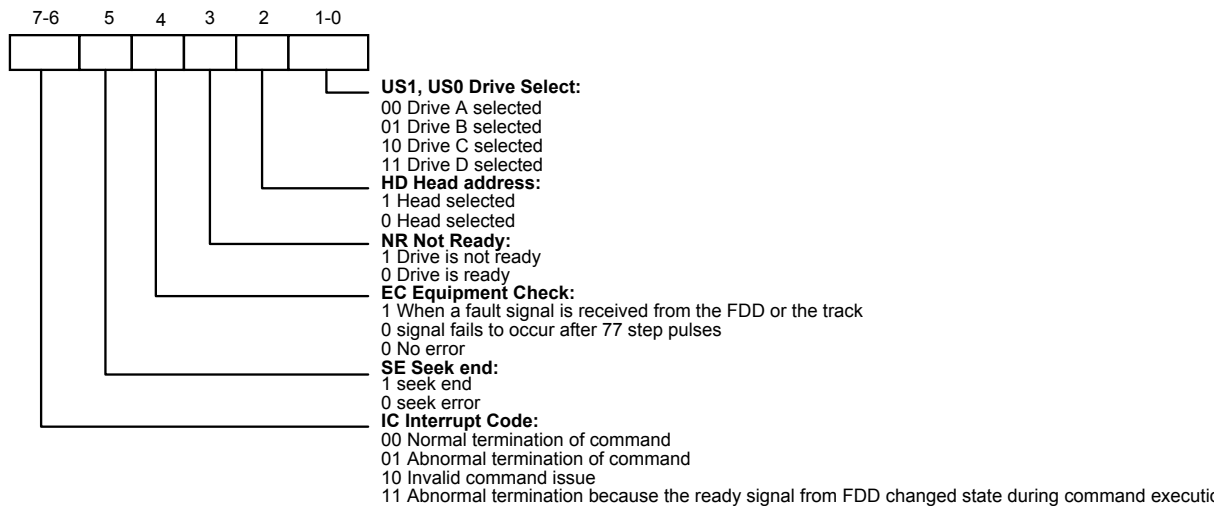 7-6 5 4 3 2 1-0
US1, US0 Drive Select:
00 Drive A selected
01 Drive B selected
10 Drive C selected
11 Drive D selected
HD Head address:
1 Head selected
0 Head selected
NR Not Ready:
1 Drive is not ready
0 Drive is ready
EC Equipment Check:
1 When a fault signal is received from the FDD or the track
0 signal fails to occur after 77 step pulses
0 No error
SE Seek end:
1 seek end
0 seek error
IC Interrupt Code:
00 Normal termination of command
01 Abnormal termination of command
10 Invalid command issue
11 Abnormal termination because the ready signal from FDD changed state during command executi